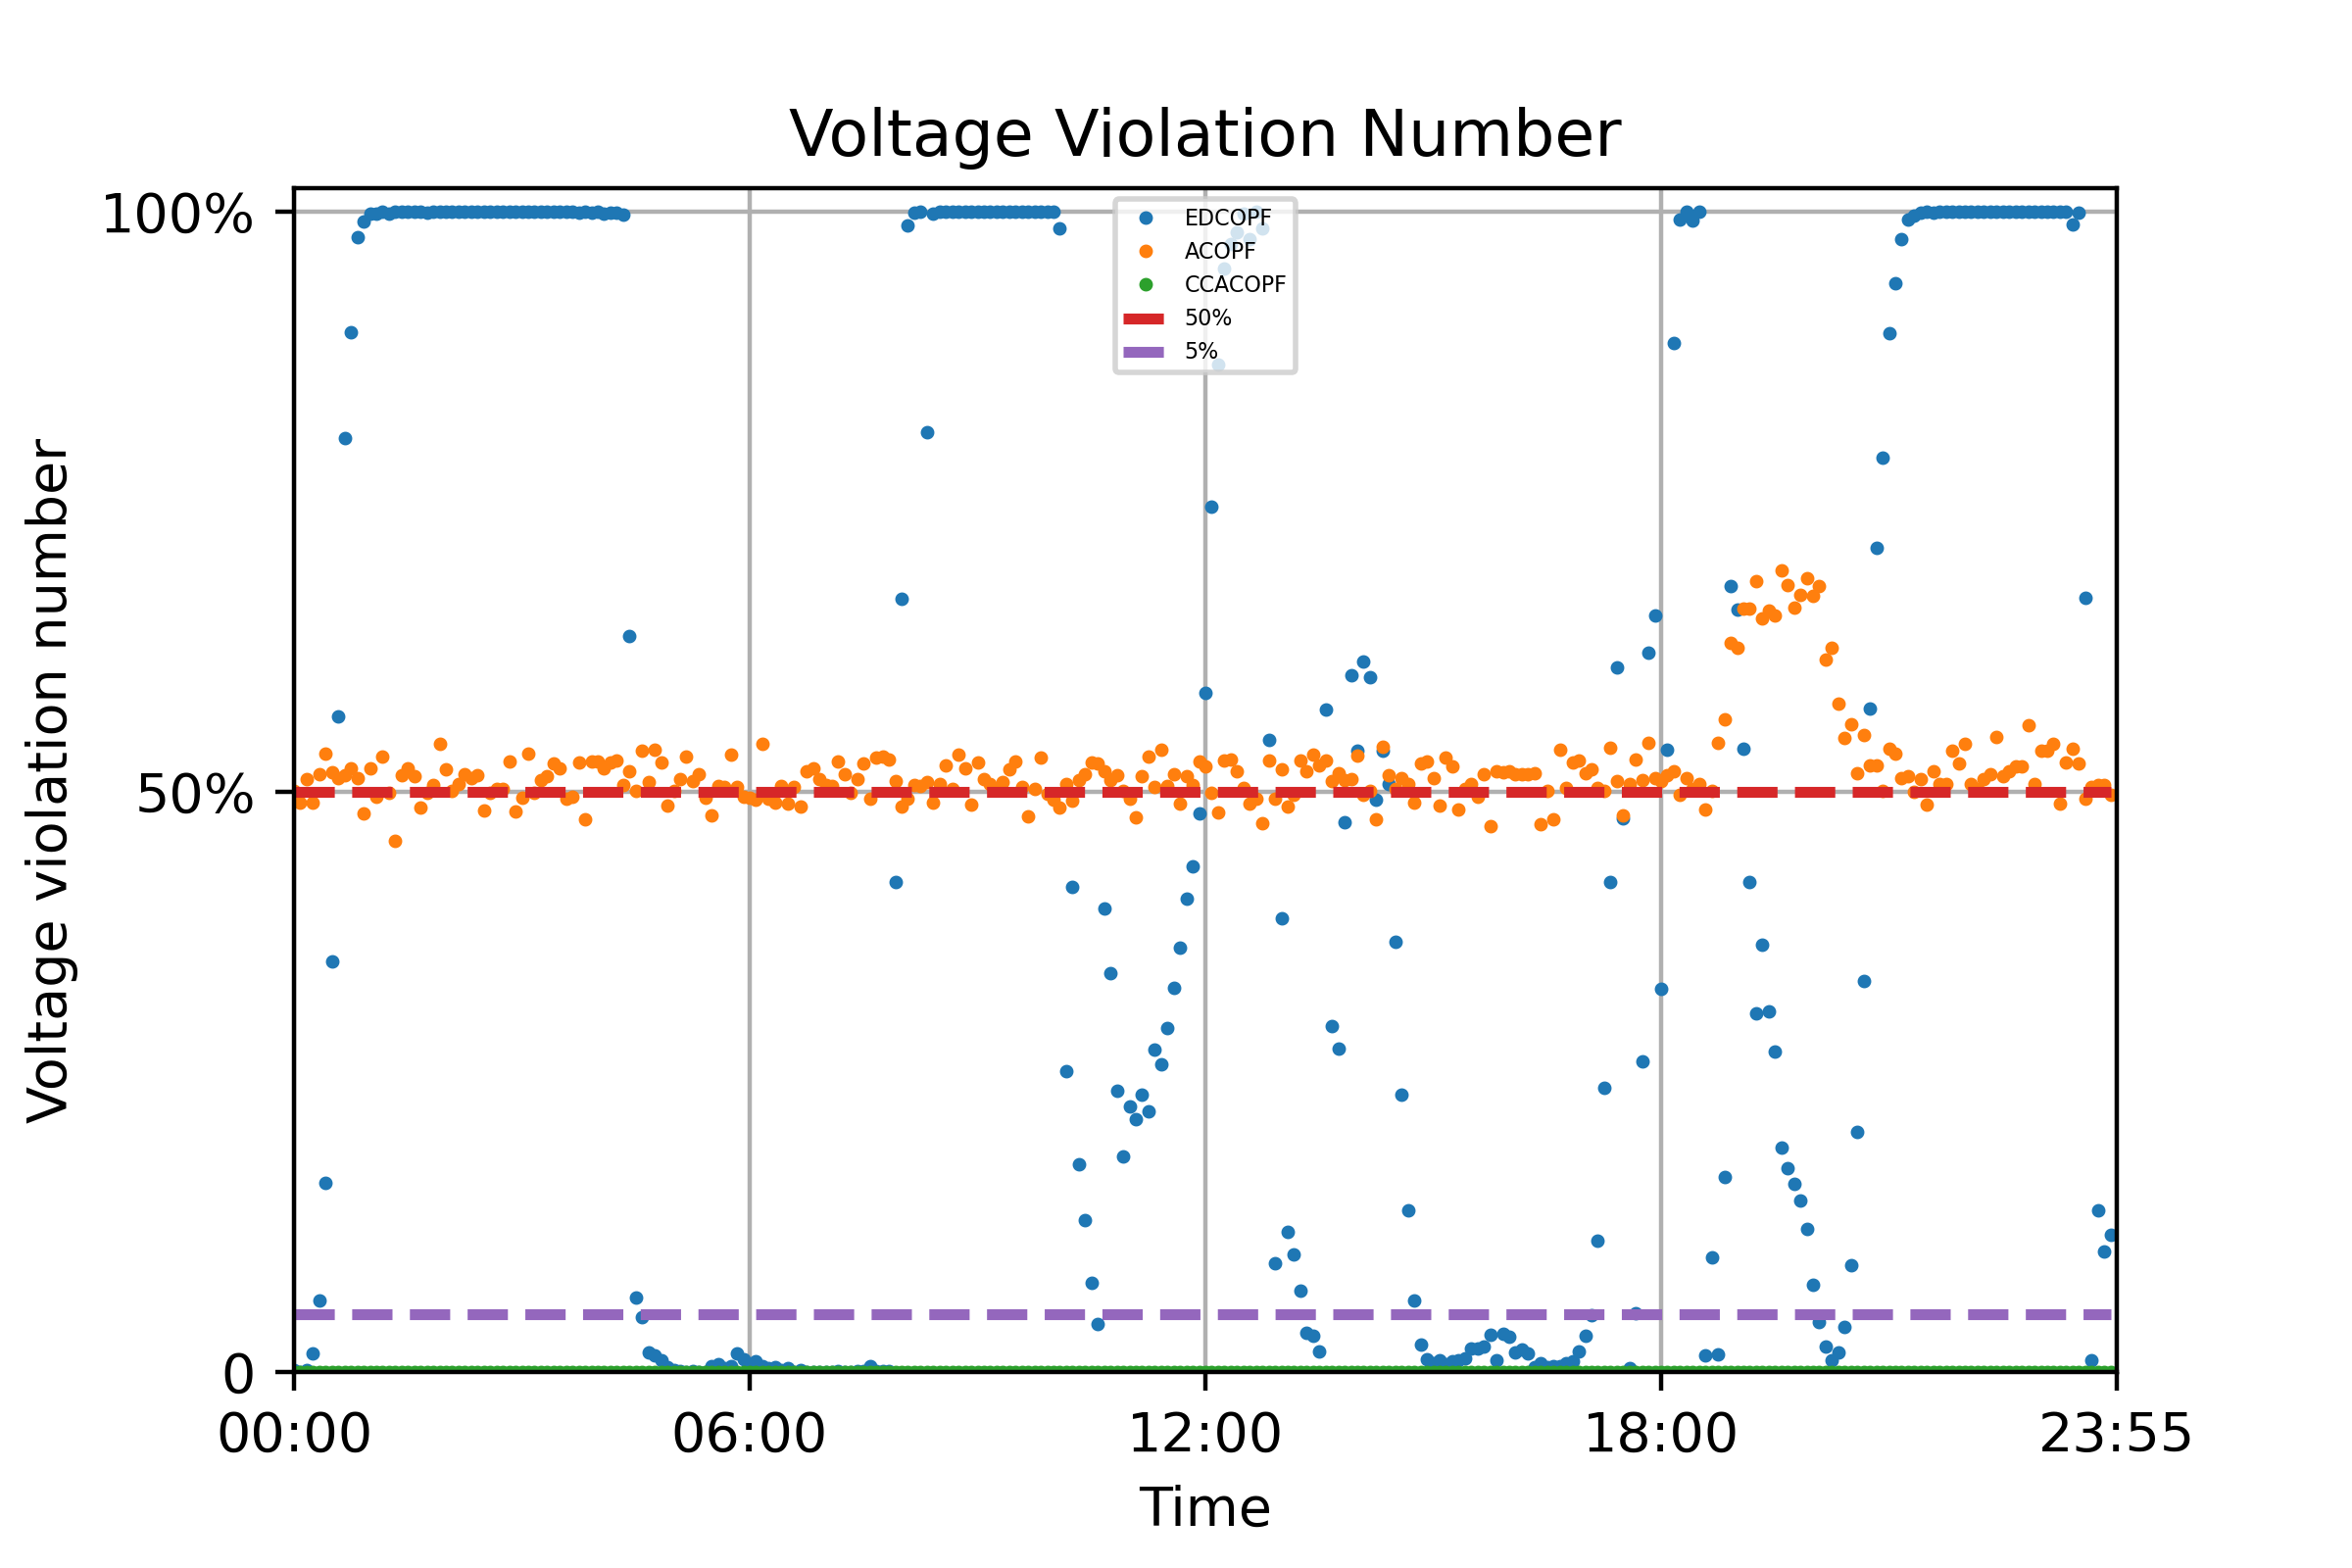 Voltage Violation Number
Voltage violation number
100%
50%
0
EDCOPF
ACOPF
CCACOPF
50%
5%
00:00
06:00
12:00
18:00
23:55
Time